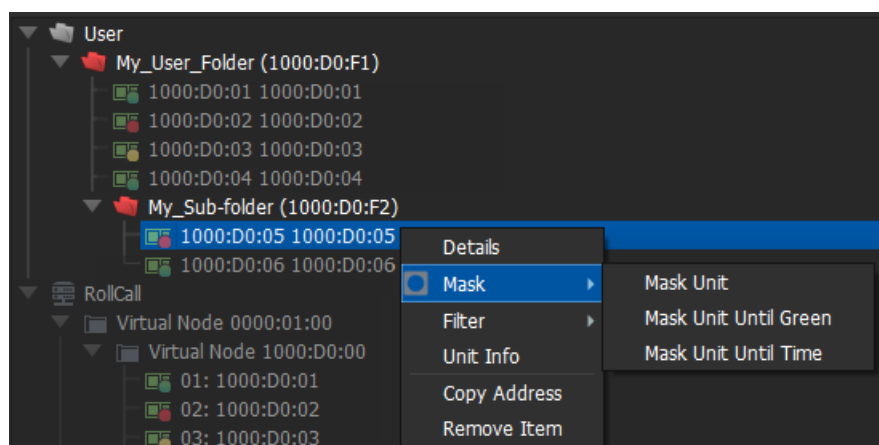 User
My_User_Folder (1000:D0:F1)
1000:D0:01 1000:D0:01
1000:D0:02 1000:D0:02
1000:D0:03 1000:D0:03
1000:D0:04 1000:D0:04
My_Sub-folder (1000:D0:F2)
1000:D0:05 1000:D0:05
1000:D0:06 1000:D0:06
RollCall
Virtual Node 0000:01:00
Virtual Node 1000:D0:00
01: 1000:D0:01
02: 1000:D0:02
03: 1000:D0:03
Details
Mask
Filter
Unit Info
Copy Address
Remove Item
Mask Unit
Mask Unit Until Green
Mask Unit Until Time